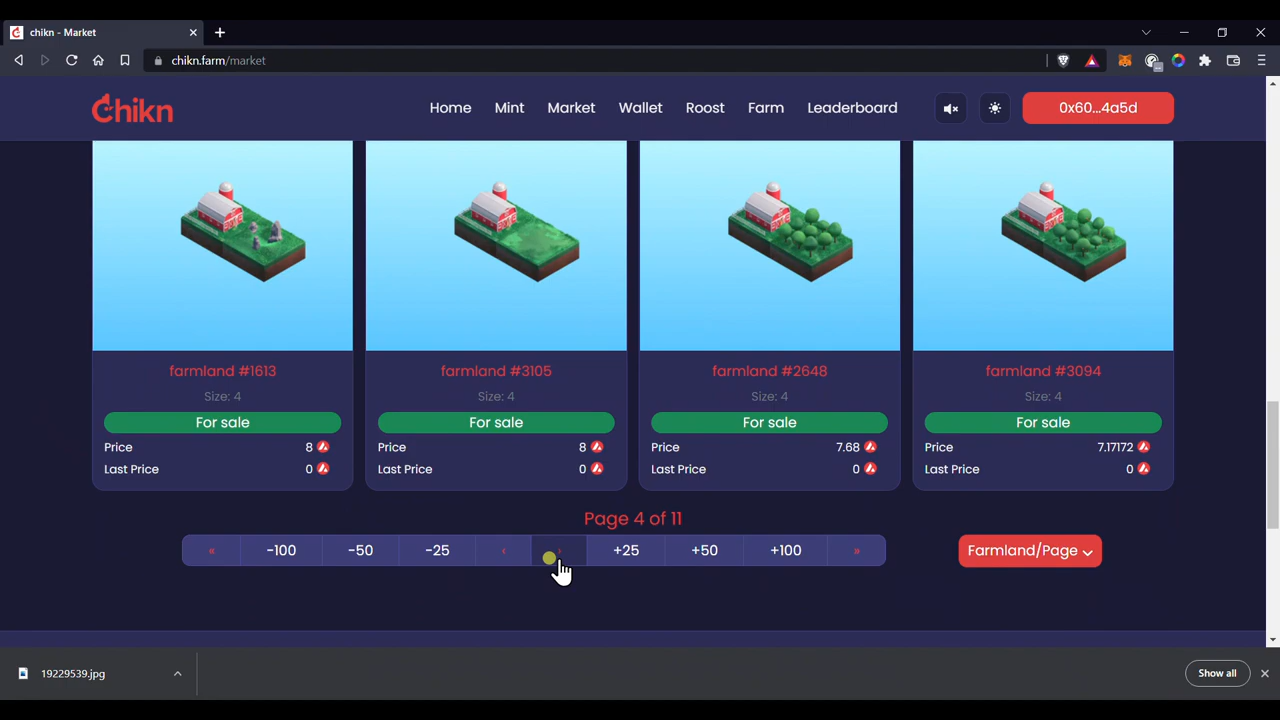 chikn - Market
chikn.farm/market
Chikn
Home Mint Market Wallet Roost Farm Leaderboard 0x60...4a5d
farmland #1613 farmland #3105 farmland #2648 farmland #3094
Size: 4 Size: 4 Size: 4 Size: 4
For sale For sale For sale For sale
Price 8 Price 8 Price 7.68 Price 7.17172
Last Price 0 Last Price 0 Last Price 0 Last Price 0
Page 4 of 11
« -100 -50 -25 ‹ › +25 +50 +100 »
Farmland/Page
19229539.jpg
Show all